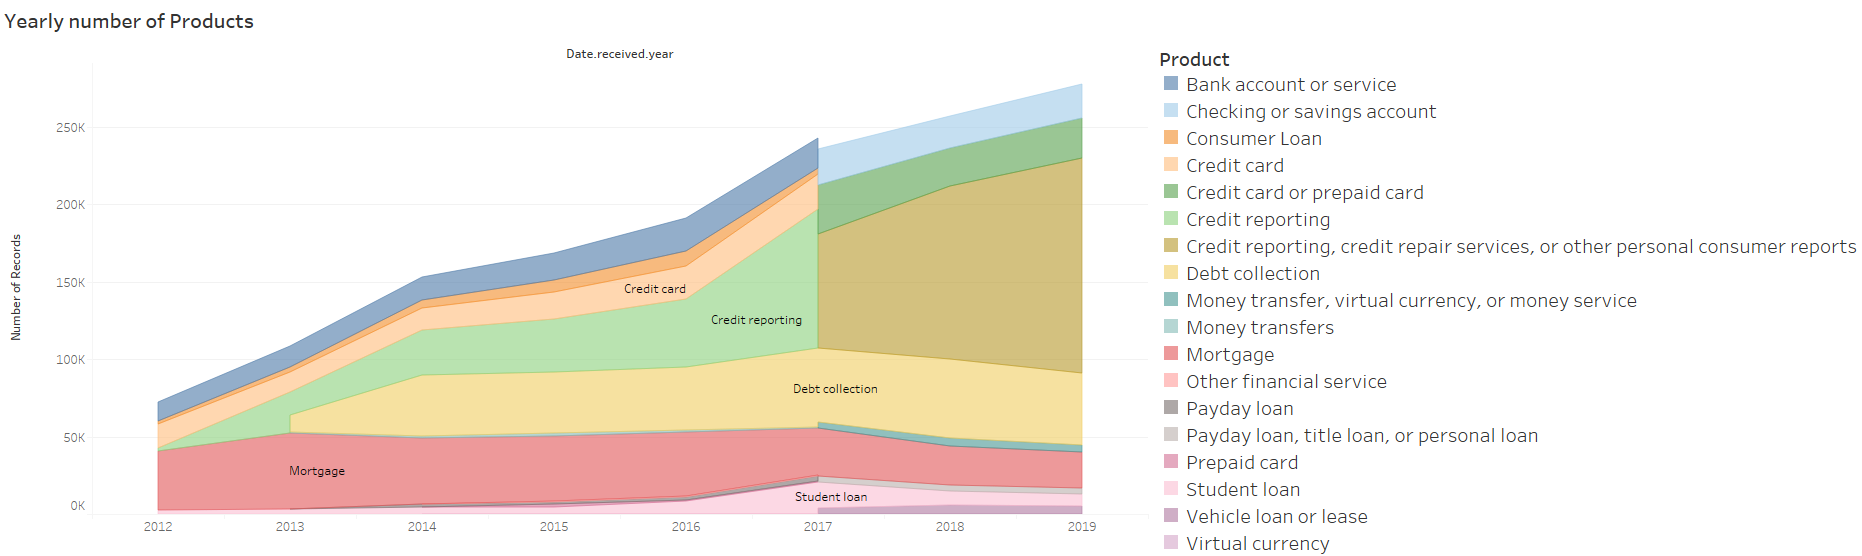 Yearly number of Products
Date.received.year
Number of Records
250K
200K
150K
100K
50K
0K
Credit card
Credit reporting
Debt collection
Mortgage
Student loan
2012 2013 2014 2015 2016 2017 2018 2019
Product
Bank account or service
Checking or savings account
Consumer Loan
Credit card
Credit card or prepaid card
Credit reporting
Credit reporting, credit repair services, or other personal consumer reports
Debt collection
Money transfer, virtual currency, or money service
Money transfers
Mortgage
Other financial service
Payday loan
Payday loan, title loan, or personal loan
Prepaid card
Student loan
Vehicle loan or lease
Virtual currency